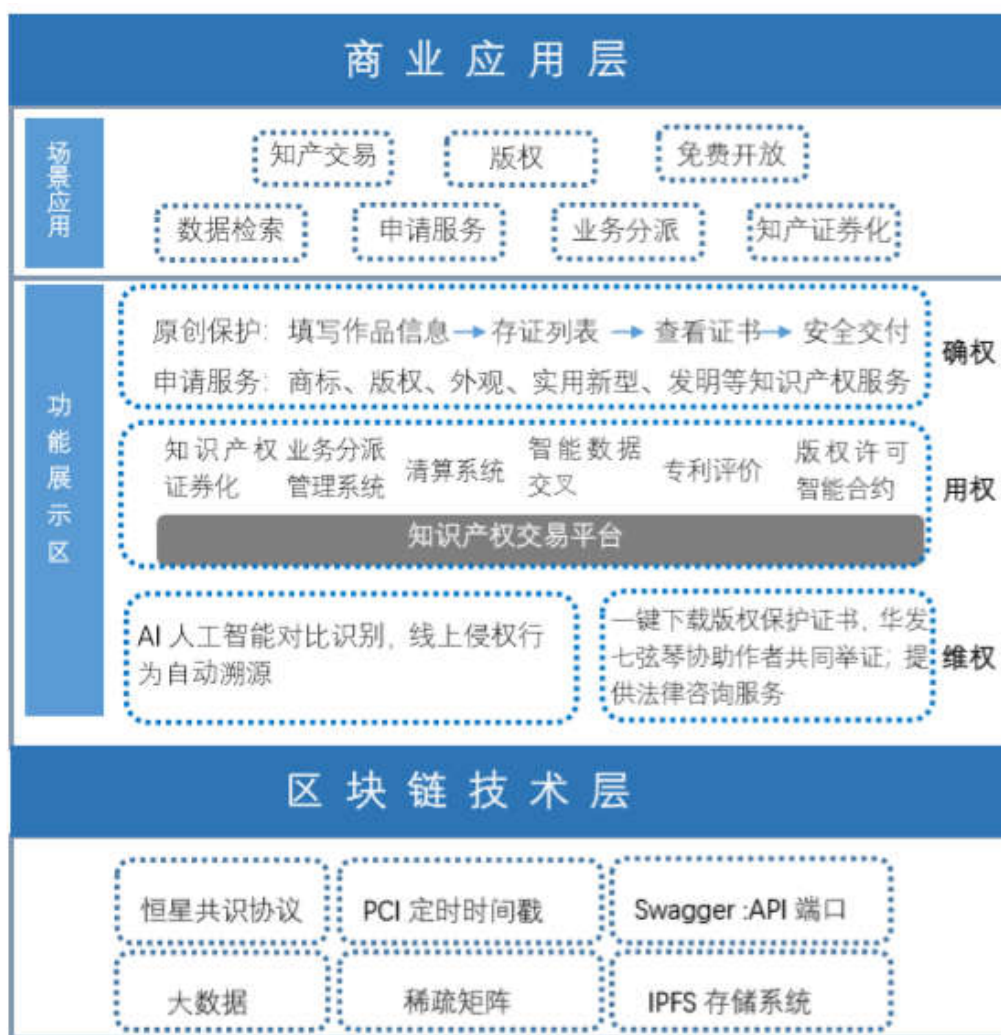 商业应用层
场景应用
知产交易 版权 免费开放
数据检索 申请服务 业务分派 知产证券化
功能展示区
原创保护：填写作品信息 存证列表 查看证书 安全交付
申请服务：商标、版权、外观、实用新型、发明等知识产权服务
确权
知识产权证券化
业务分派管理系统
清算系统
智能数据交叉
专利评价
版权许可智能合约
知识产权交易平台
用权
AI 人工智能对比识别，线上侵权行
为自动溯源
一键下载版权保护证书，华发
七弦琴协助作者共同举证；提
供法律咨询服务
维权
区块链技术层
恒星共识协议 PCI 定时时间戳 Swagger :API 端口
大数据 稀疏矩阵 IPFS 存储系统